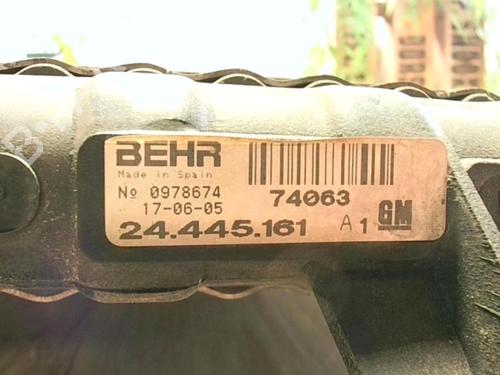 BEHR
Made in Spain
No 0978674
17-06-05
74063
24.445.161 A1 GM